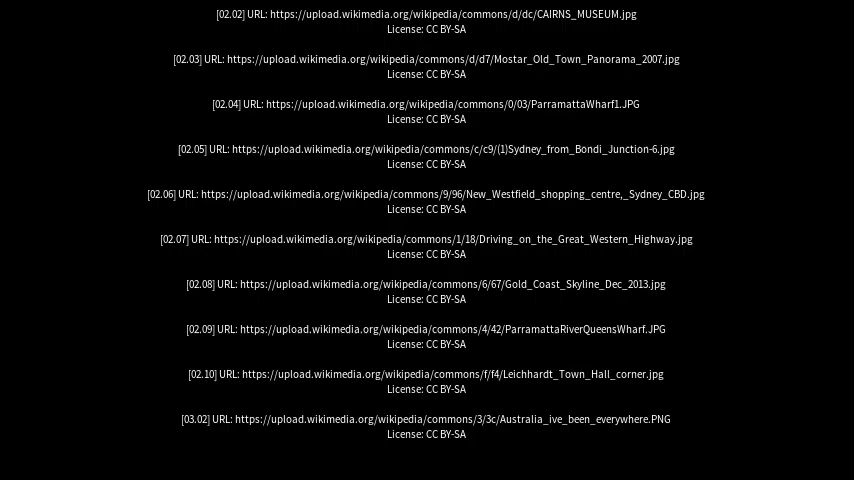 [02.02] URL: https://upload.wikimedia.org/wikipedia/commons/d/dc/CAIRNS_MUSEUM.jpg
License: CC BY-SA
[02.03] URL: https://upload.wikimedia.org/wikipedia/commons/d/d7/Mostar_Old_Town_Panorama_2007.jpg
License: CC BY-SA
[02.04] URL: https://upload.wikimedia.org/wikipedia/commons/0/03/ParramattaWharf1.JPG
License: CC BY-SA
[02.05] URL: https://upload.wikimedia.org/wikipedia/commons/c/c9/(1)Sydney_from_Bondi_Junction-6.jpg
License: CC BY-SA
[02.06] URL: https://upload.wikimedia.org/wikipedia/commons/9/96/New_Westfield_shopping_centre,_Sydney_CBD.jpg
License: CC BY-SA
[02.07] URL: https://upload.wikimedia.org/wikipedia/commons/1/18/Driving_on_the_Great_Western_Highway.jpg
License: CC BY-SA
[02.08] URL: https://upload.wikimedia.org/wikipedia/commons/6/67/Gold_Coast_Skyline_Dec_2013.jpg
License: CC BY-SA
[02.09] URL: https://upload.wikimedia.org/wikipedia/commons/4/42/ParramattaRiverQueensWharf.JPG
License: CC BY-SA
[02.10] URL: https://upload.wikimedia.org/wikipedia/commons/f/f4/Leichhardt_Town_Hall_corner.jpg
License: CC BY-SA
[03.02] URL: https://upload.wikimedia.org/wikipedia/commons/3/3c/Australia_ive_been_everywhere.PNG
License: CC BY-SA